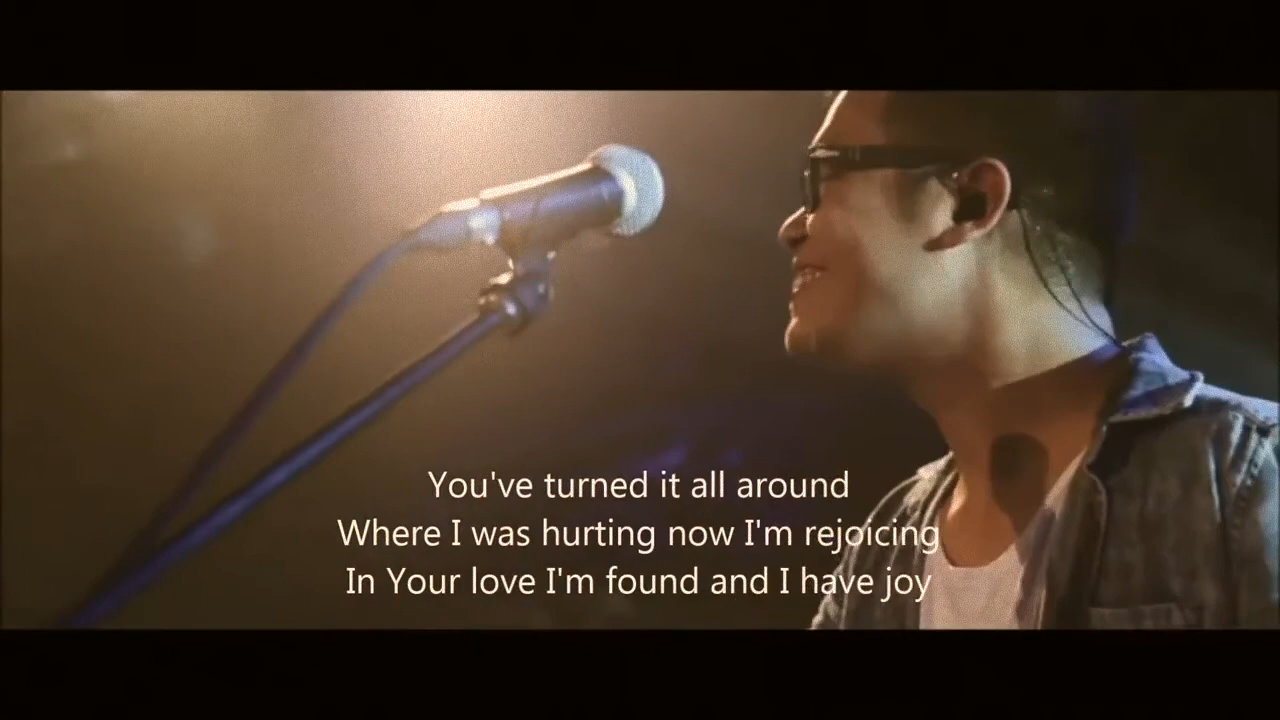 You've turned it all around
Where I was hurting now I'm rejoicing
In Your love I'm found and I have joy